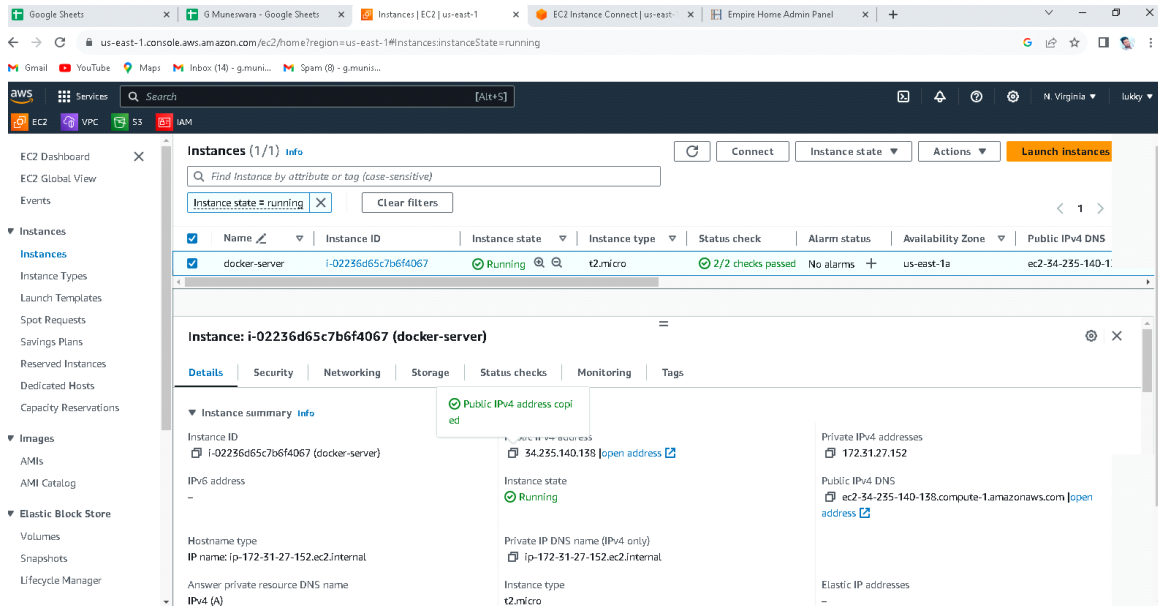 Google Sheets
G Muneswara - Google Sheets
Instances | EC2 | us-east-1
EC2 Instance Connect | us-east-1
Empire Home Admin Panel
us-east-1.console.aws.amazon.com/ec2/home?region=us-east-1#Instances:instanceState=running
Gmail YouTube Maps Inbox (14) - g.muni... Spam (8) - g.munis...
aws Services Search [Alt+S] N. Virginia ▼ lukky ▼
EC2 VPC S3 IAM
EC2 Dashboard
EC2 Global View
Events
Instances
Instances
Instance Types
Launch Templates
Spot Requests
Savings Plans
Reserved Instances
Dedicated Hosts
Capacity Reservations
Images
AMIs
AMI Catalog
Elastic Block Store
Volumes
Snapshots
Lifecycle Manager
Instances (1/1) Info
Connect Instance state ▼ Actions ▼ Launch instances
Find Instance by attribute or tag (case-sensitive)
Instance state = running Clear filters
1
Name Instance ID Instance state Instance type Status check Alarm status Availability Zone Public IPv4 DNS
docker-server i-02236d65c7b6f4067 Running t2.micro 2/2 checks passed No alarms + us-east-1a ec2-34-235-140-1
Instance: i-02236d65c7b6f4067 (docker-server)
Details Security Networking Storage Status checks Monitoring Tags
Public IPv4 address copi
ed
Instance summary Info
Instance ID
i-02236d65c7b6f4067 (docker-server)
Public IPv4 address
34.235.140.138 |open address
Private IPv4 addresses
172.31.27.152
IPv6 address
–
Instance state
Running
Public IPv4 DNS
ec2-34-235-140-138.compute-1.amazonaws.com |open
address
Hostname type
IP name: ip-172-31-27-152.ec2.internal
Private IP DNS name (IPv4 only)
ip-172-31-27-152.ec2.internal
Answer private resource DNS name
IPv4 (A)
Instance type
t2.micro
Elastic IP addresses
–